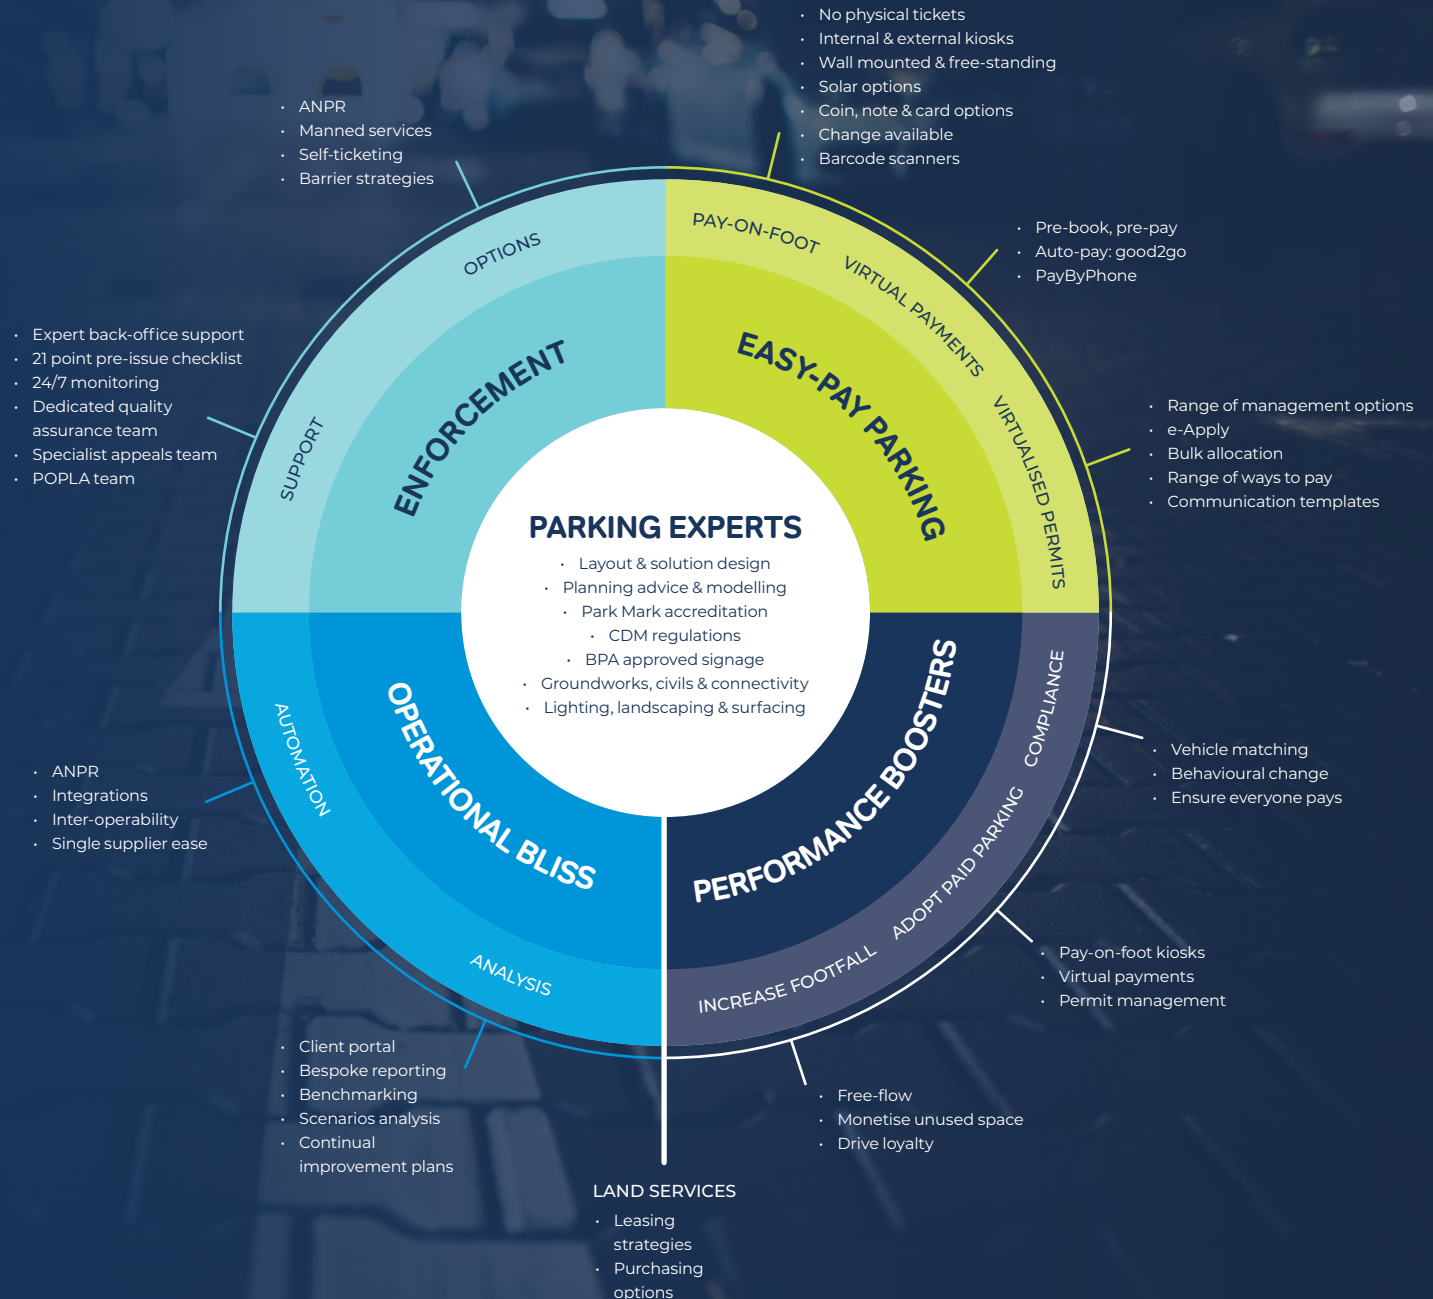 • No physical tickets
• Internal & external kiosks
• Wall mounted & free-standing
• Solar options
• Coin, note & card options
• Change available
• Barcode scanners
• ANPR
• Manned services
• Self-ticketing
• Barrier strategies
• Pre-book, pre-pay
• Auto-pay: good2go
• PayByPhone
• Expert back-office support
• 21 point pre-issue checklist
• 24/7 monitoring
• Dedicated quality
assurance team
• Specialist appeals team
• POPLA team
• Range of management options
• e-Apply
• Bulk allocation
• Range of ways to pay
• Communication templates
OPTIONS
SUPPORT
ENFORCEMENT
PAY-ON-FOOT
VIRTUAL PAYMENTS
VIRTUALISED PERMITS
EASY-PAY PARKING
PARKING EXPERTS
• Layout & solution design
• Planning advice & modelling
• Park Mark accreditation
• CDM regulations
• BPA approved signage
• Groundworks, civils & connectivity
• Lighting, landscaping & surfacing
OPERATIONAL BLISS
AUTOMATION
ANALYSIS
PERFORMANCE BOOSTERS
COMPLIANCE
ADOPT PAID PARKING
INCREASE FOOTFALL
• ANPR
• Integrations
• Inter-operability
• Single supplier ease
• Vehicle matching
• Behavioural change
• Ensure everyone pays
• Pay-on-foot kiosks
• Virtual payments
• Permit management
• Client portal
• Bespoke reporting
• Benchmarking
• Scenarios analysis
• Continual
improvement plans
• Free-flow
• Monetise unused space
• Drive loyalty
LAND SERVICES
• Leasing
strategies
• Purchasing
options